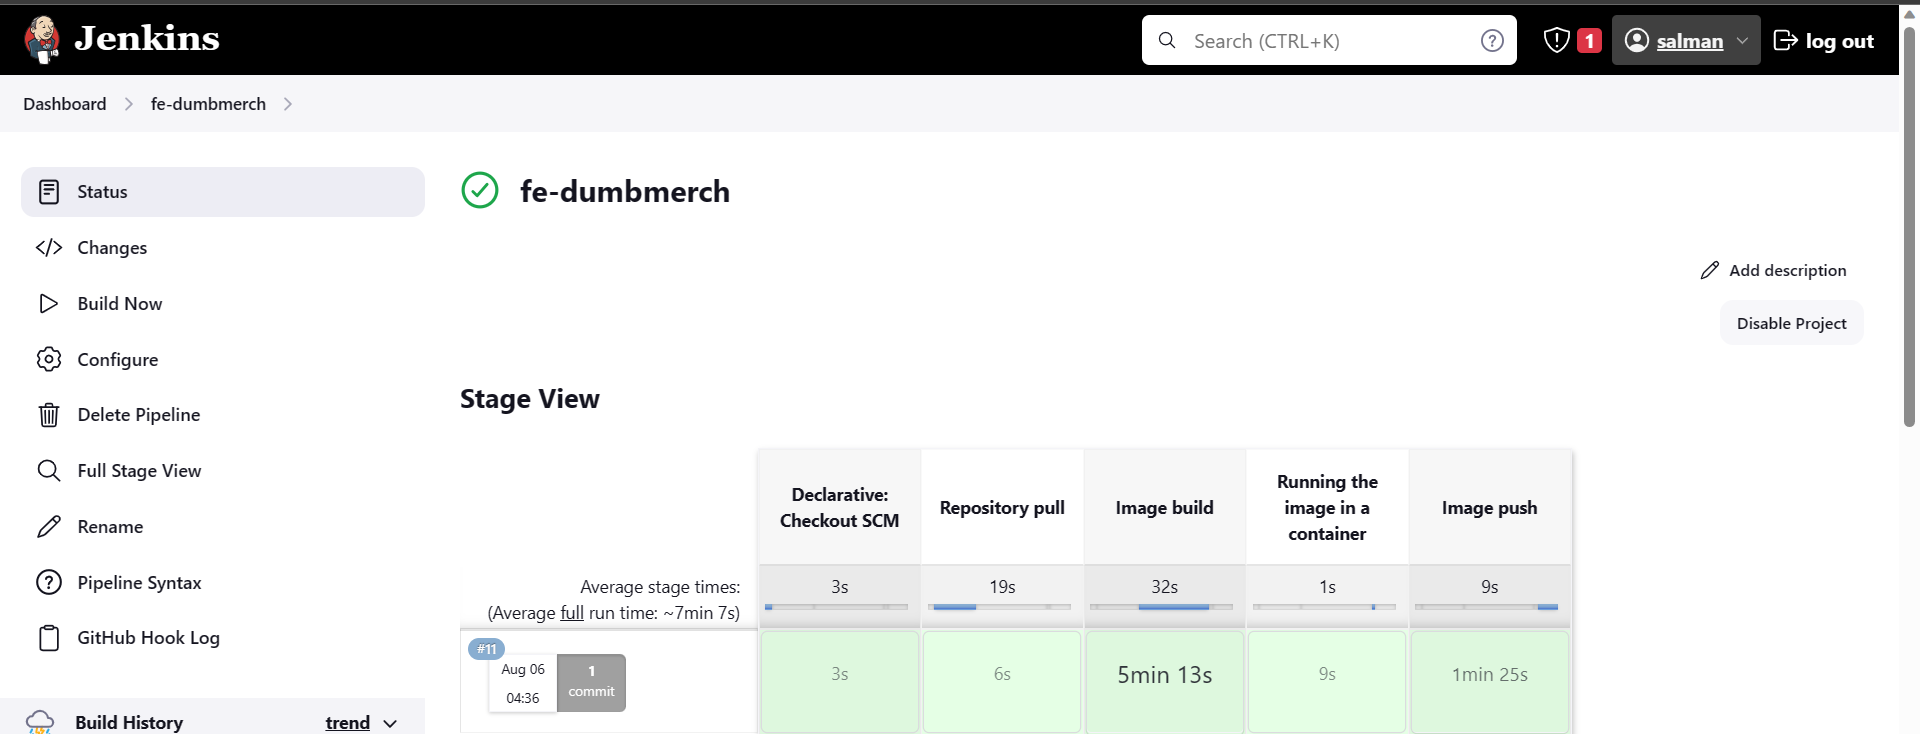 Jenkins
Search (CTRL+K)
1
salman
log out
Dashboard
fe-dumbmerch
Status
Changes
Build Now
Configure
Delete Pipeline
Full Stage View
Rename
Pipeline Syntax
GitHub Hook Log
Build History
trend
fe-dumbmerch
Add description
Disable Project
Stage View
Declarative:
Checkout SCM
Repository pull
Image build
Running the
image in a
container
Image push
Average stage times:
(Average full run time: ~7min 7s)
3s
19s
32s
1s
9s
#11
Aug 06
04:36
1
commit
3s
6s
5min 13s
9s
1min 25s